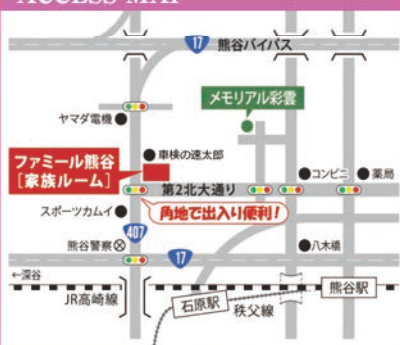 ACCESS MAP
17 熊谷バイパス
メモリアル彩雲
ヤマダ電機
車検の速太郎
ファミール熊谷
[家族ルーム]
コンビニ
薬局
第2北大通り
スポーツカムイ
角地で出入り便利!
407
熊谷警察
17
八木橋
←深谷
JR高崎線
石原駅
秩父線
熊谷駅